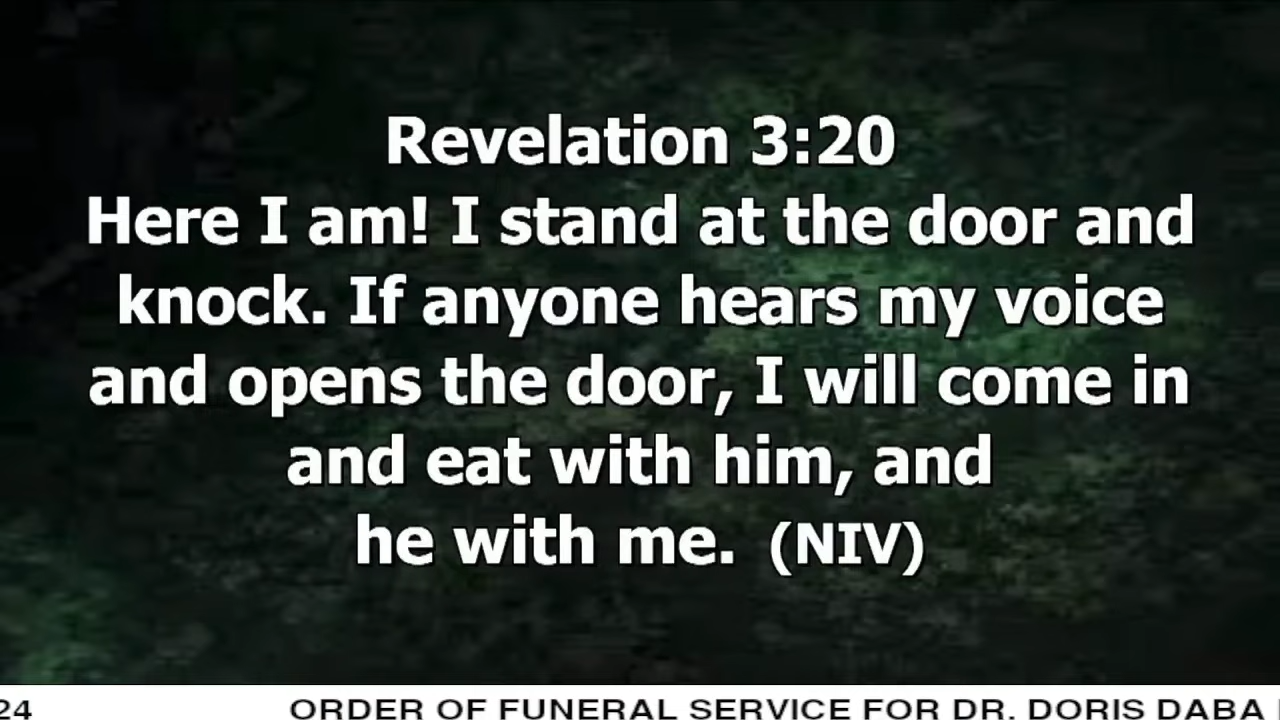 Revelation 3:20
Here I am! I stand at the door and
knock. If anyone hears my voice
and opens the door, I will come in
and eat with him, and
he with me. (NIV)
24 ORDER OF FUNERAL SERVICE FOR DR. DORIS DABA